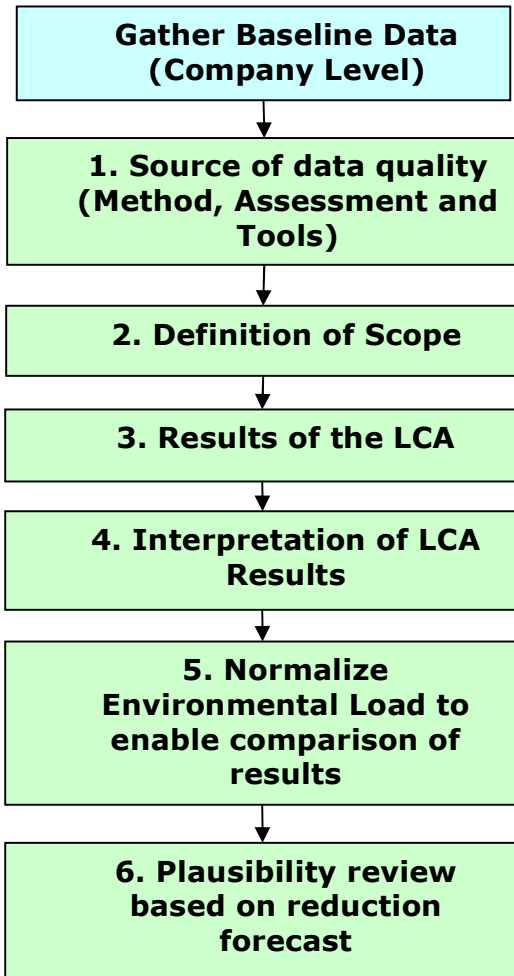 Gather Baseline Data
(Company Level)
1. Source of data quality
(Method, Assessment and
Tools)
2. Definition of Scope
3. Results of the LCA
4. Interpretation of LCA
Results
5. Normalize
Environmental Load to
enable comparison of
results
6. Plausibility review
based on reduction
forecast